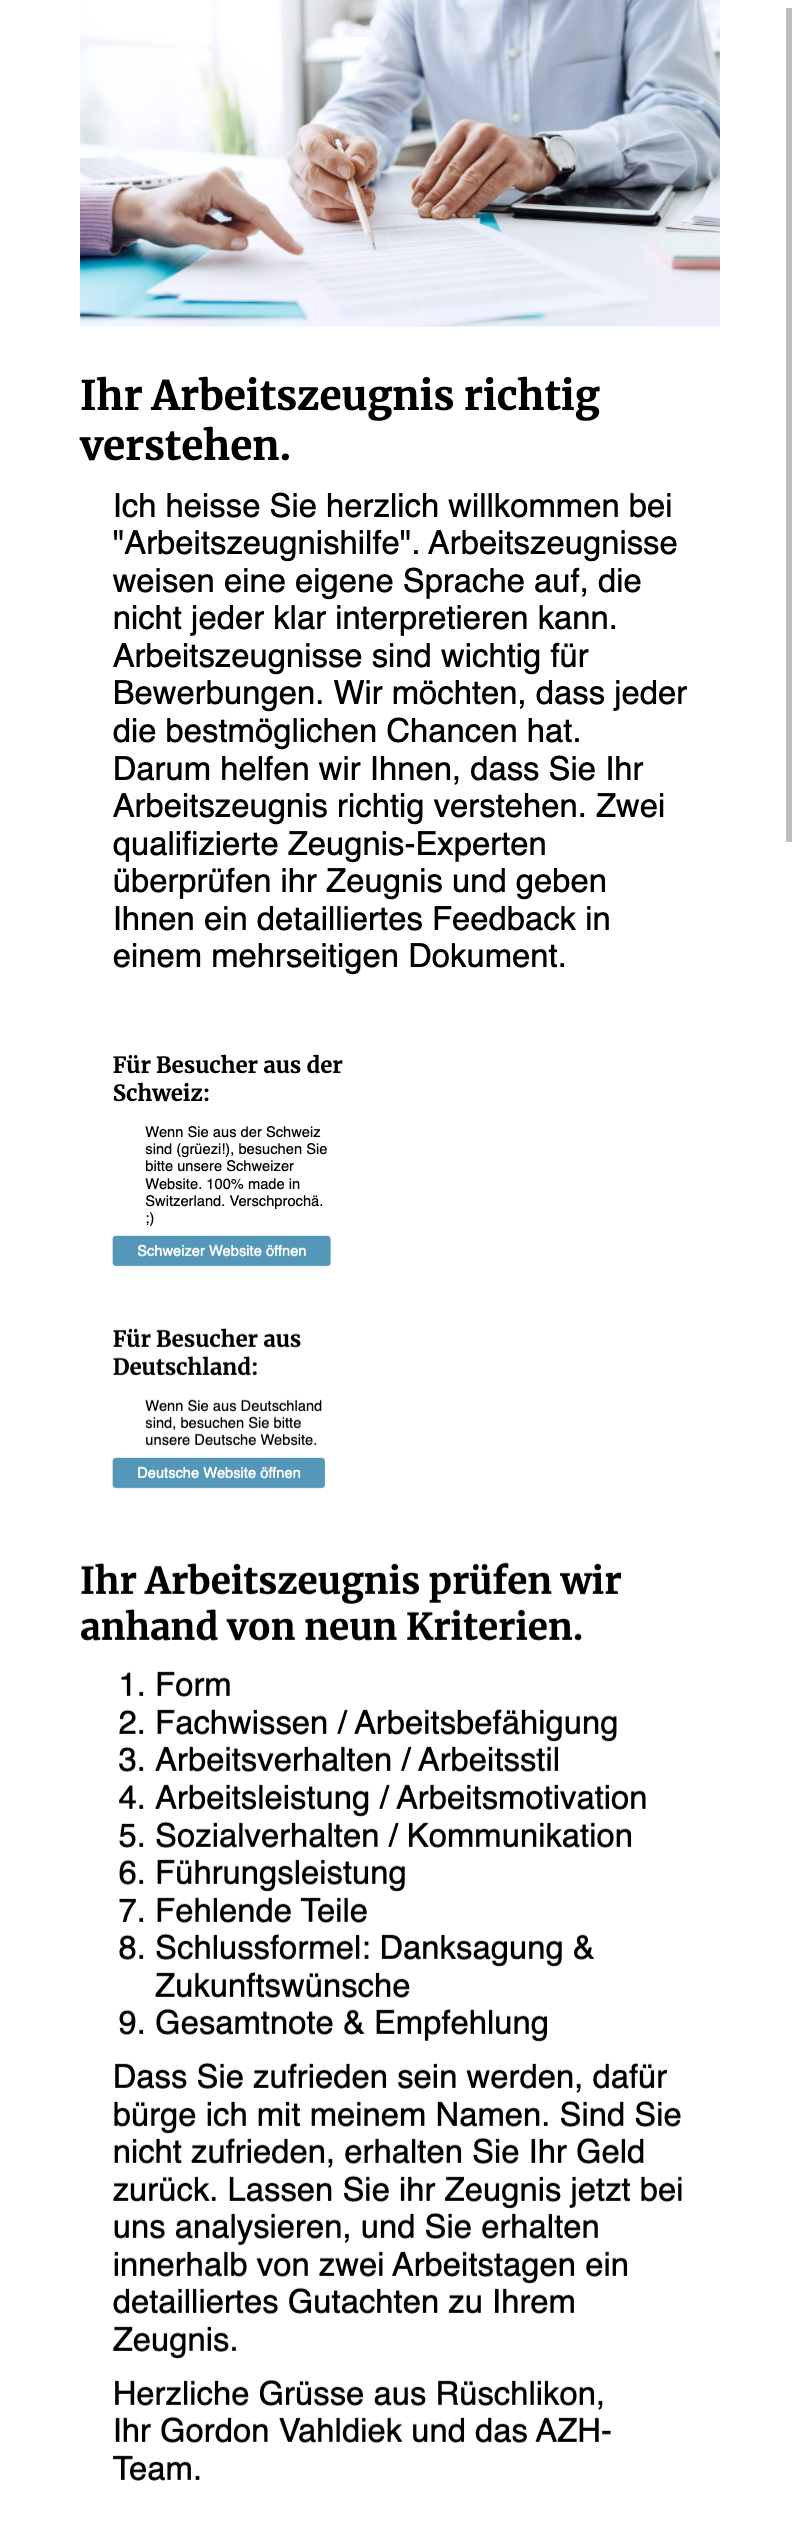 Ihr Arbeitszeugnis richtig
verstehen.
Ich heisse Sie herzlich willkommen bei
"Arbeitszeugnishilfe". Arbeitszeugnisse
weisen eine eigene Sprache auf, die
nicht jeder klar interpretieren kann.
Arbeitszeugnisse sind wichtig für
Bewerbungen. Wir möchten, dass jeder
die bestmöglichen Chancen hat.
Darum helfen wir Ihnen, dass Sie Ihr
Arbeitszeugnis richtig verstehen. Zwei
qualifizierte Zeugnis-Experten
überprüfen ihr Zeugnis und geben
Ihnen ein detailliertes Feedback in
einem mehrseitigen Dokument.
Für Besucher aus der
Schweiz:
Wenn Sie aus der Schweiz
sind (grüezi!), besuchen Sie
bitte unsere Schweizer
Website. 100% made in
Switzerland. Verschprochä.
;)
Schweizer Website öffnen
Für Besucher aus
Deutschland:
Wenn Sie aus Deutschland
sind, besuchen Sie bitte
unsere Deutsche Website.
Deutsche Website öffnen
Ihr Arbeitszeugnis prüfen wir
anhand von neun Kriterien.
1. Form
2. Fachwissen / Arbeitsbefähigung
3. Arbeitsverhalten / Arbeitsstil
4. Arbeitsleistung / Arbeitsmotivation
5. Sozialverhalten / Kommunikation
6. Führungsleistung
7. Fehlende Teile
8. Schlussformel: Danksagung &
Zukunftswünsche
9. Gesamtnote & Empfehlung
Dass Sie zufrieden sein werden, dafür
bürge ich mit meinem Namen. Sind Sie
nicht zufrieden, erhalten Sie Ihr Geld
zurück. Lassen Sie ihr Zeugnis jetzt bei
uns analysieren, und Sie erhalten
innerhalb von zwei Arbeitstagen ein
detailliertes Gutachten zu Ihrem
Zeugnis.
Herzliche Grüsse aus Rüschlikon,
Ihr Gordon Vahldiek und das AZH-
Team.